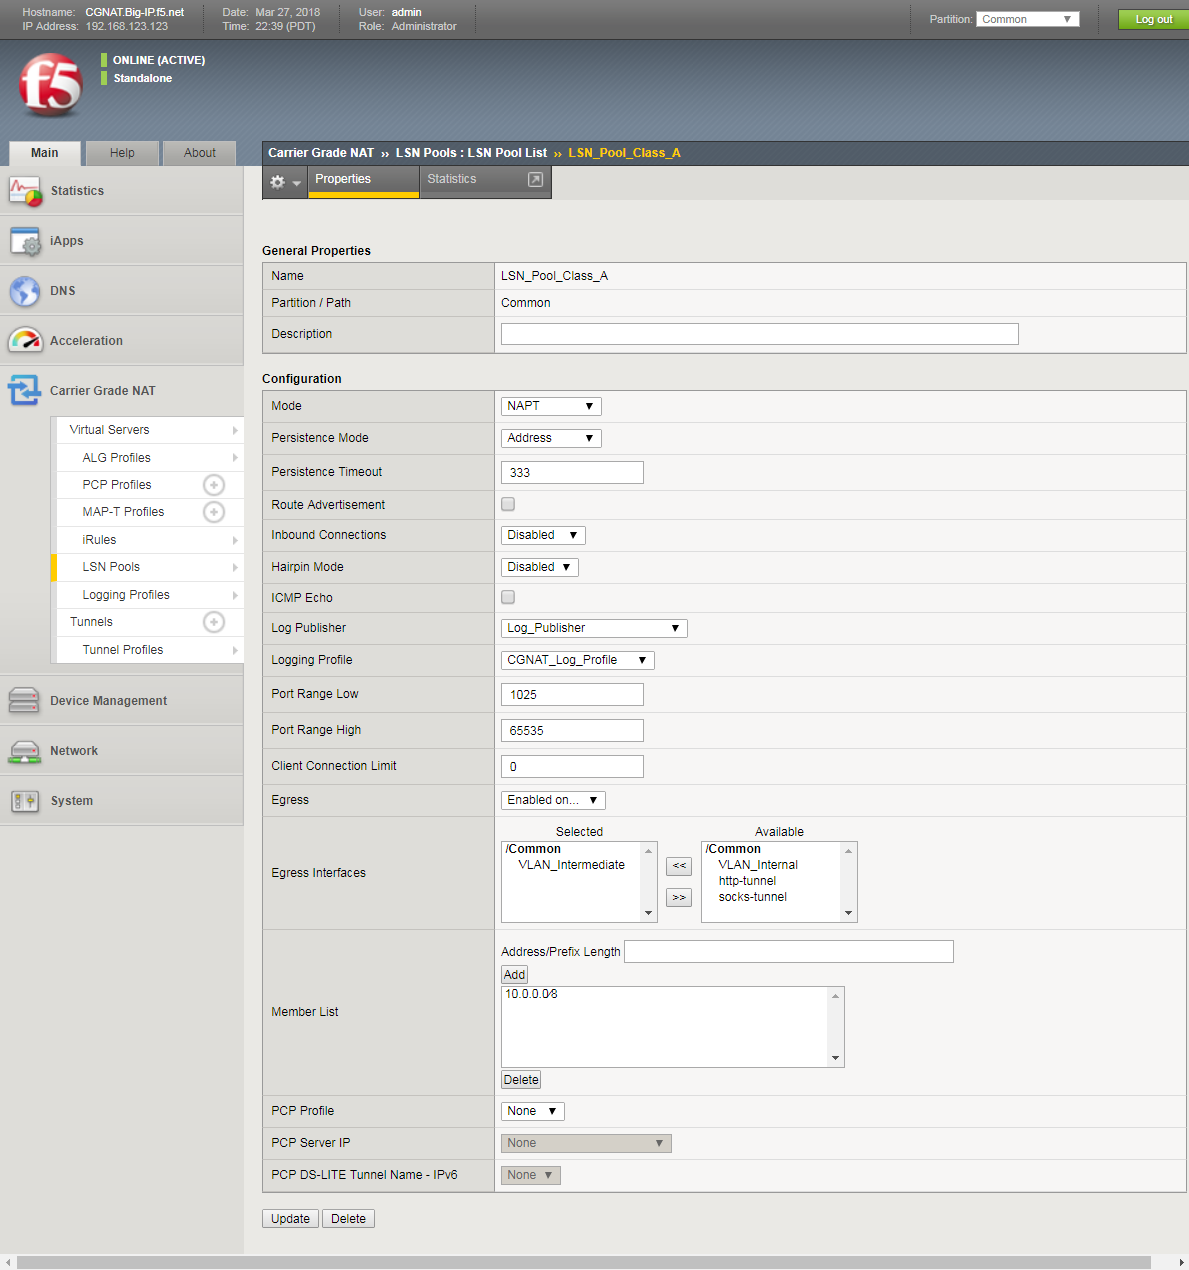 Hostname: CGNAT.Big-IP.f5.net Date: Mar 27, 2018 User: admin
IP Address: 192.168.123.123 Time: 22:39 (PDT) Role: Administrator
Partition: Common
Log out
f5
ONLINE (ACTIVE)
Standalone
Main Help About
Carrier Grade NAT ›› LSN Pools : LSN Pool List ›› LSN_Pool_Class_A
Properties Statistics
Statistics
iApps
DNS
Acceleration
Carrier Grade NAT
Virtual Servers
ALG Profiles
PCP Profiles
MAP-T Profiles
iRules
LSN Pools
Logging Profiles
Tunnels
Tunnel Profiles
Device Management
Network
System
General Properties
Name LSN_Pool_Class_A
Partition / Path Common
Description
Configuration
Mode NAPT
Persistence Mode Address
Persistence Timeout 333
Route Advertisement
Inbound Connections Disabled
Hairpin Mode Disabled
ICMP Echo
Log Publisher Log_Publisher
Logging Profile CGNAT_Log_Profile
Port Range Low 1025
Port Range High 65535
Client Connection Limit 0
Egress Enabled on...
Egress Interfaces
Selected Available
/Common /Common
VLAN_Intermediate << VLAN_Internal
http-tunnel
>> socks-tunnel
Member List
Address/Prefix Length
Add
10.0.0.0/8
Delete
PCP Profile None
PCP Server IP None
PCP DS-LITE Tunnel Name - IPv6 None
Update Delete